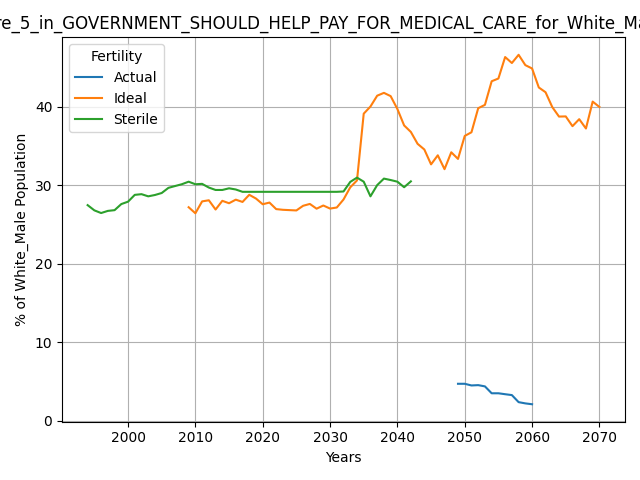 re_5_in_GOVERNMENT_SHOULD_HELP_PAY_FOR_MEDICAL_CARE_for_White_Ma
Fertility
Actual
Ideal
Sterile
% of White_Male Population
40
30
20
10
0
2000 2010 2020 2030 2040 2050 2060 2070
Years